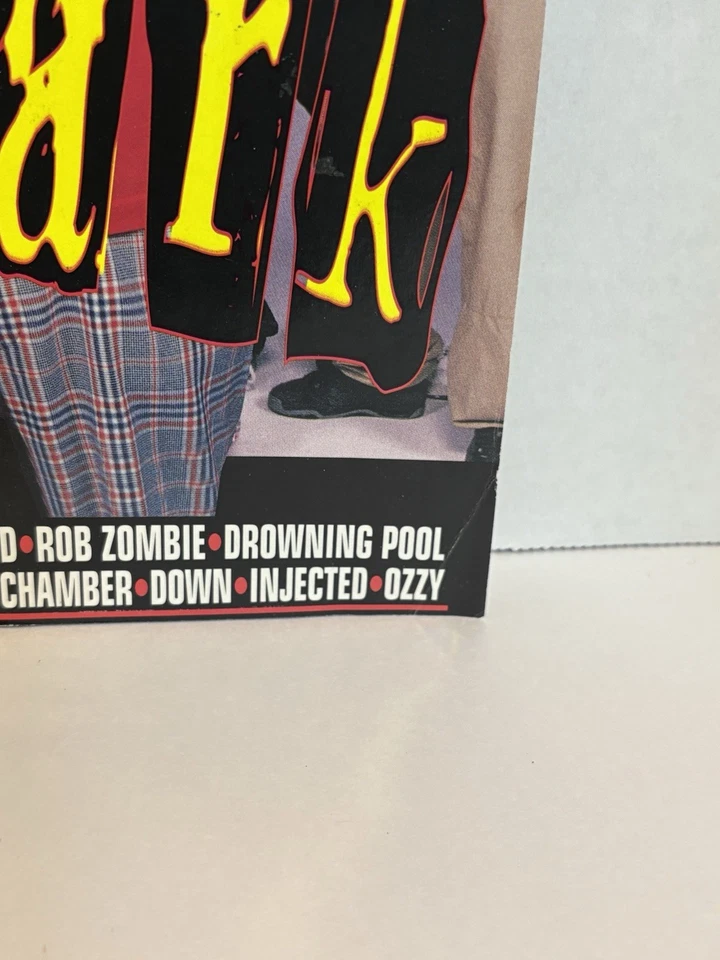 ark
D•ROB ZOMBIE•DROWNING POOL
CHAMBER•DOWN•INJECTED•OZZY